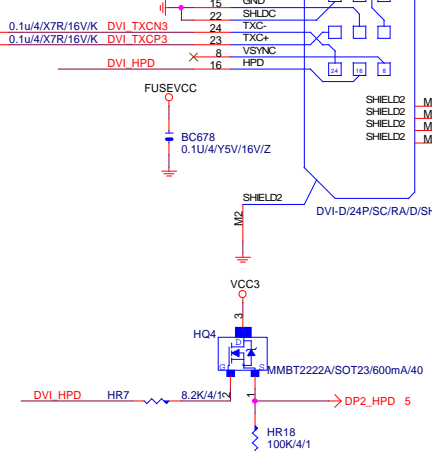 15 GND
22 SHLDC
0.1u/4/X7R/16V/K DVI_TXCN3 24 TXC-
0.1u/4/X7R/16V/K DVI_TXCP3 23 TXC+
8 VSYNC
DVI_HPD 16 HPD
24 16 8
FUSEVCC
SHIELD2 M
SHIELD2 M
SHIELD2 M
SHIELD2 M
BC678
0.1U/4/Y5V/16V/Z
SHIELD2
M2
DVI-D/24P/SC/RA/D/SH
VCC3
3
HQ4
D
G S
MMBT2222A/SOT23/600mA/40
DVI_HPD HR7 8.2K/4/1 2 1 DP2_HPD 5
HR18
100K/4/1